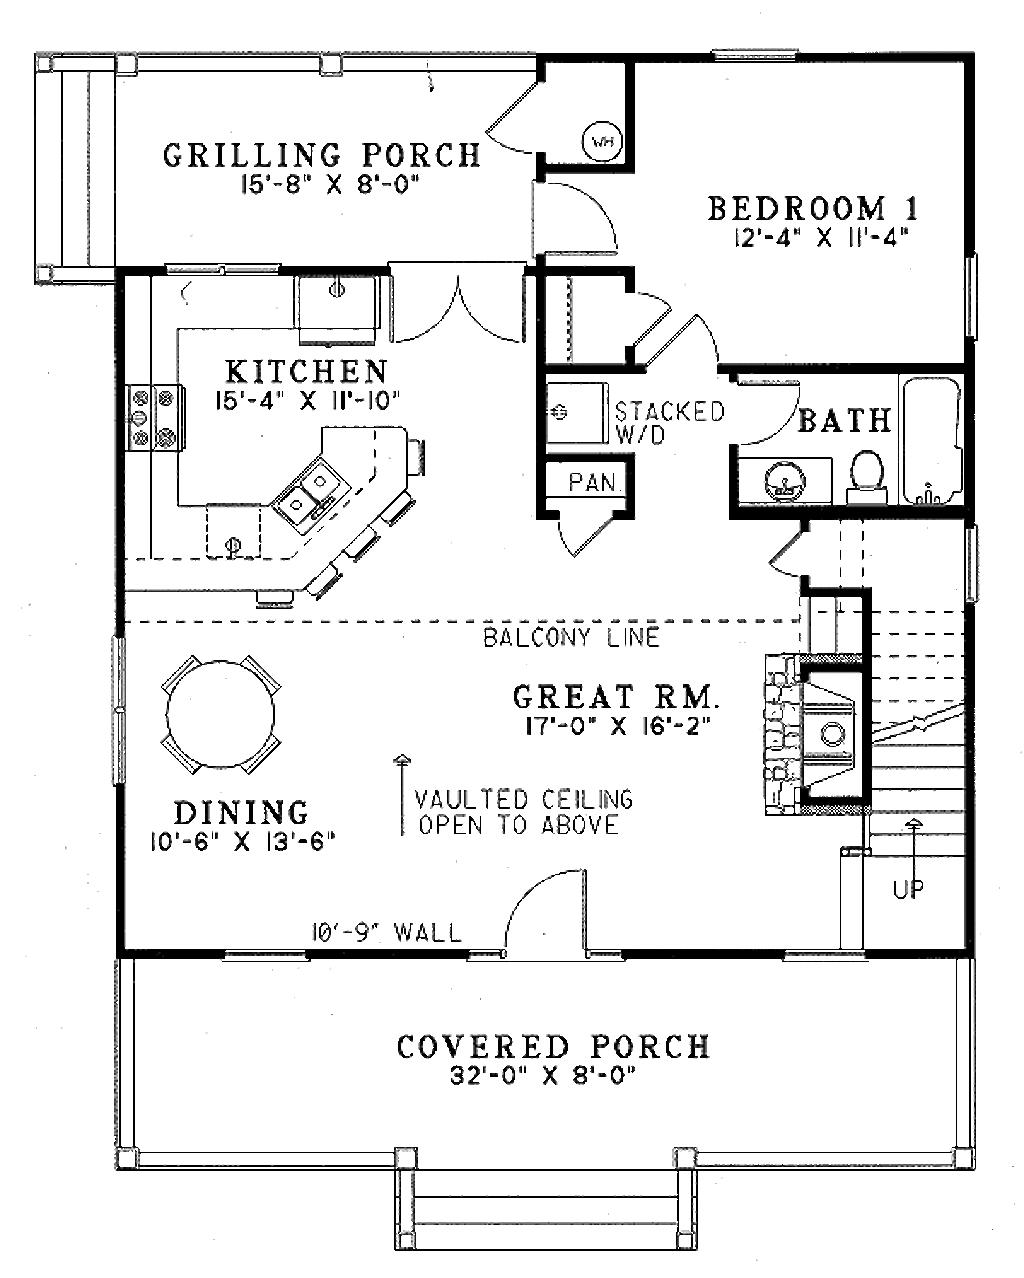 GRILLING PORCH
15'-8" X 8'-0"
WH
BEDROOM 1
12'-4" X 11'-4"
KITCHEN
15'-4" X 11'-10"
STACKED
W/D
BATH
PAN.
BALCONY LINE
GREAT RM.
17'-0" X 16'-2"
DINING
10'-6" X 13'-6"
VAULTED CEILING
OPEN TO ABOVE
UP
10'-9" WALL
COVERED PORCH
32'-0" X 8'-0"